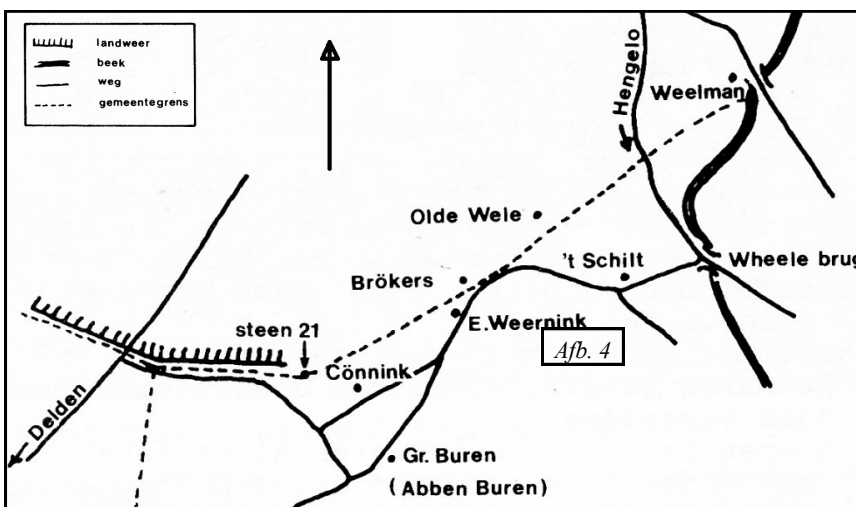 landweer
beek
weg
gemeentegrens
Hengelo
Weelman
Olde Wele
't Schilt
Wheele brug
Brökers
E. Weernink
steen 21
Afb. 4
Cönnink
Delden
Gr. Buren
(Abben Buren)